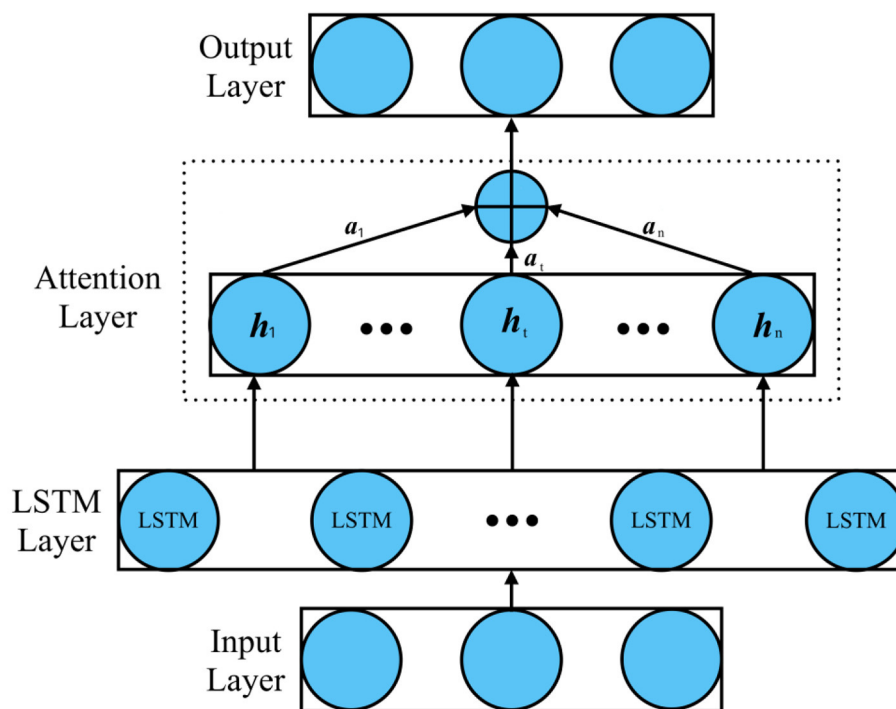 Output
Layer
a1
at
an
Attention
Layer
h1
•••
ht
•••
hn
LSTM
Layer
LSTM
LSTM
•••
LSTM
LSTM
Input
Layer